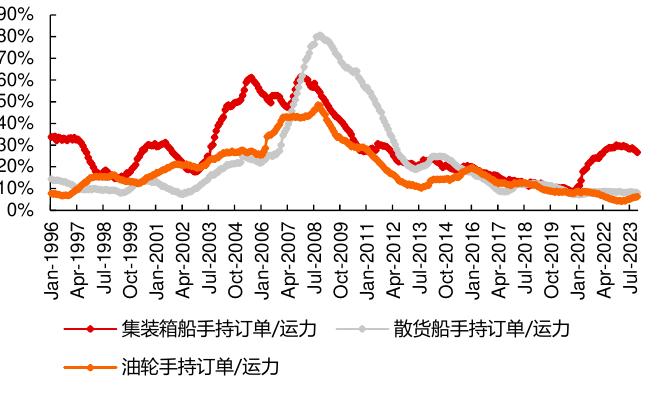 90%
80%
70%
60%
50%
40%
30%
20%
10%
0%
Jan-1996
Apr-1997
Jul-1998
Oct-1999
Jan-2001
Apr-2002
Jul-2003
Oct-2004
Jan-2006
Apr-2007
Jul-2008
Oct-2009
Jan-2011
Apr-2012
Jul-2013
Oct-2014
Jan-2016
Apr-2017
Jul-2018
Oct-2019
Jan-2021
Apr-2022
Jul-2023
集装箱船手持订单/运力
散货船手持订单/运力
油轮手持订单/运力